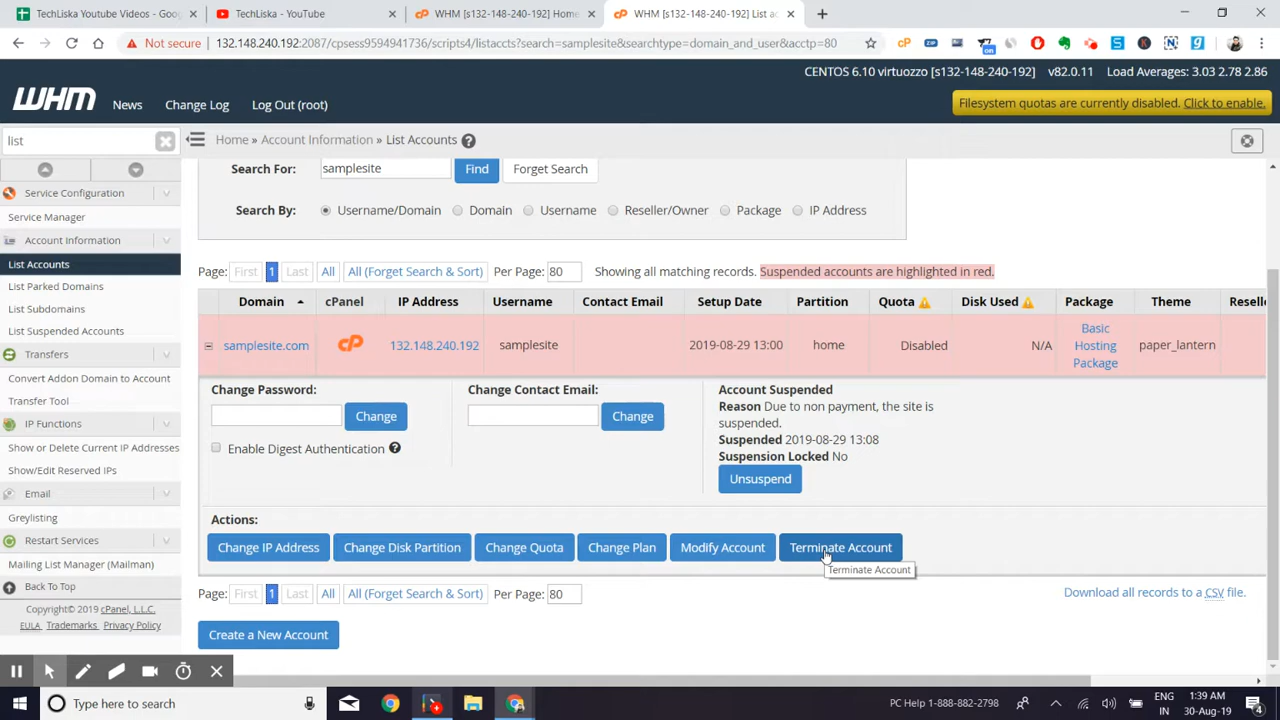 TechLiska Youtube Videos - Goog
TechLiska - YouTube
WHM [s132-148-240-192] Home
WHM [s132-148-240-192] List ac
Not secure
132.148.240.192:2087/cpsess9594941736/scripts4/listaccts?search=samplesite&searchtype=domain_and_user&acctp=80
CENTOS 6.10 virtuozzo [s132-148-240-192] v82.0.11 Load Averages: 3.03 2.78 2.86
WHM News Change Log Log Out (root)
Filesystem quotas are currently disabled. Click to enable.
list
Home » Account Information » List Accounts
Service Configuration
Service Manager
Account Information
List Accounts
List Parked Domains
List Subdomains
List Suspended Accounts
Transfers
Convert Addon Domain to Account
Transfer Tool
IP Functions
Show or Delete Current IP Addresses
Show/Edit Reserved IPs
Email
Greylisting
Restart Services
Mailing List Manager (Mailman)
Back To Top
Copyright© 2019 cPanel, L.L.C.
EULA Trademarks Privacy Policy
Search For: samplesite Find Forget Search
Search By: Username/Domain Domain Username Reseller/Owner Package IP Address
Page: First 1 Last All All (Forget Search & Sort) Per Page: 80 Showing all matching records. Suspended accounts are highlighted in red.
Domain cPanel IP Address Username Contact Email Setup Date Partition Quota Disk Used Package Theme Reselle
samplesite.com cP 132.148.240.192 samplesite 2019-08-29 13:00 home Disabled N/A Basic Hosting Package paper_lantern
Change Password:
Change
Enable Digest Authentication
Change Contact Email:
Change
Account Suspended
Reason Due to non payment, the site is
suspended.
Suspended 2019-08-29 13:08
Suspension Locked No
Unsuspend
Actions:
Change IP Address Change Disk Partition Change Quota Change Plan Modify Account Terminate Account
Terminate Account
Page: First 1 Last All All (Forget Search & Sort) Per Page: 80
Download all records to a CSV file.
Create a New Account
Type here to search
PC Help 1-888-882-2798
ENG
IN
1:39 AM
30-Aug-19
4